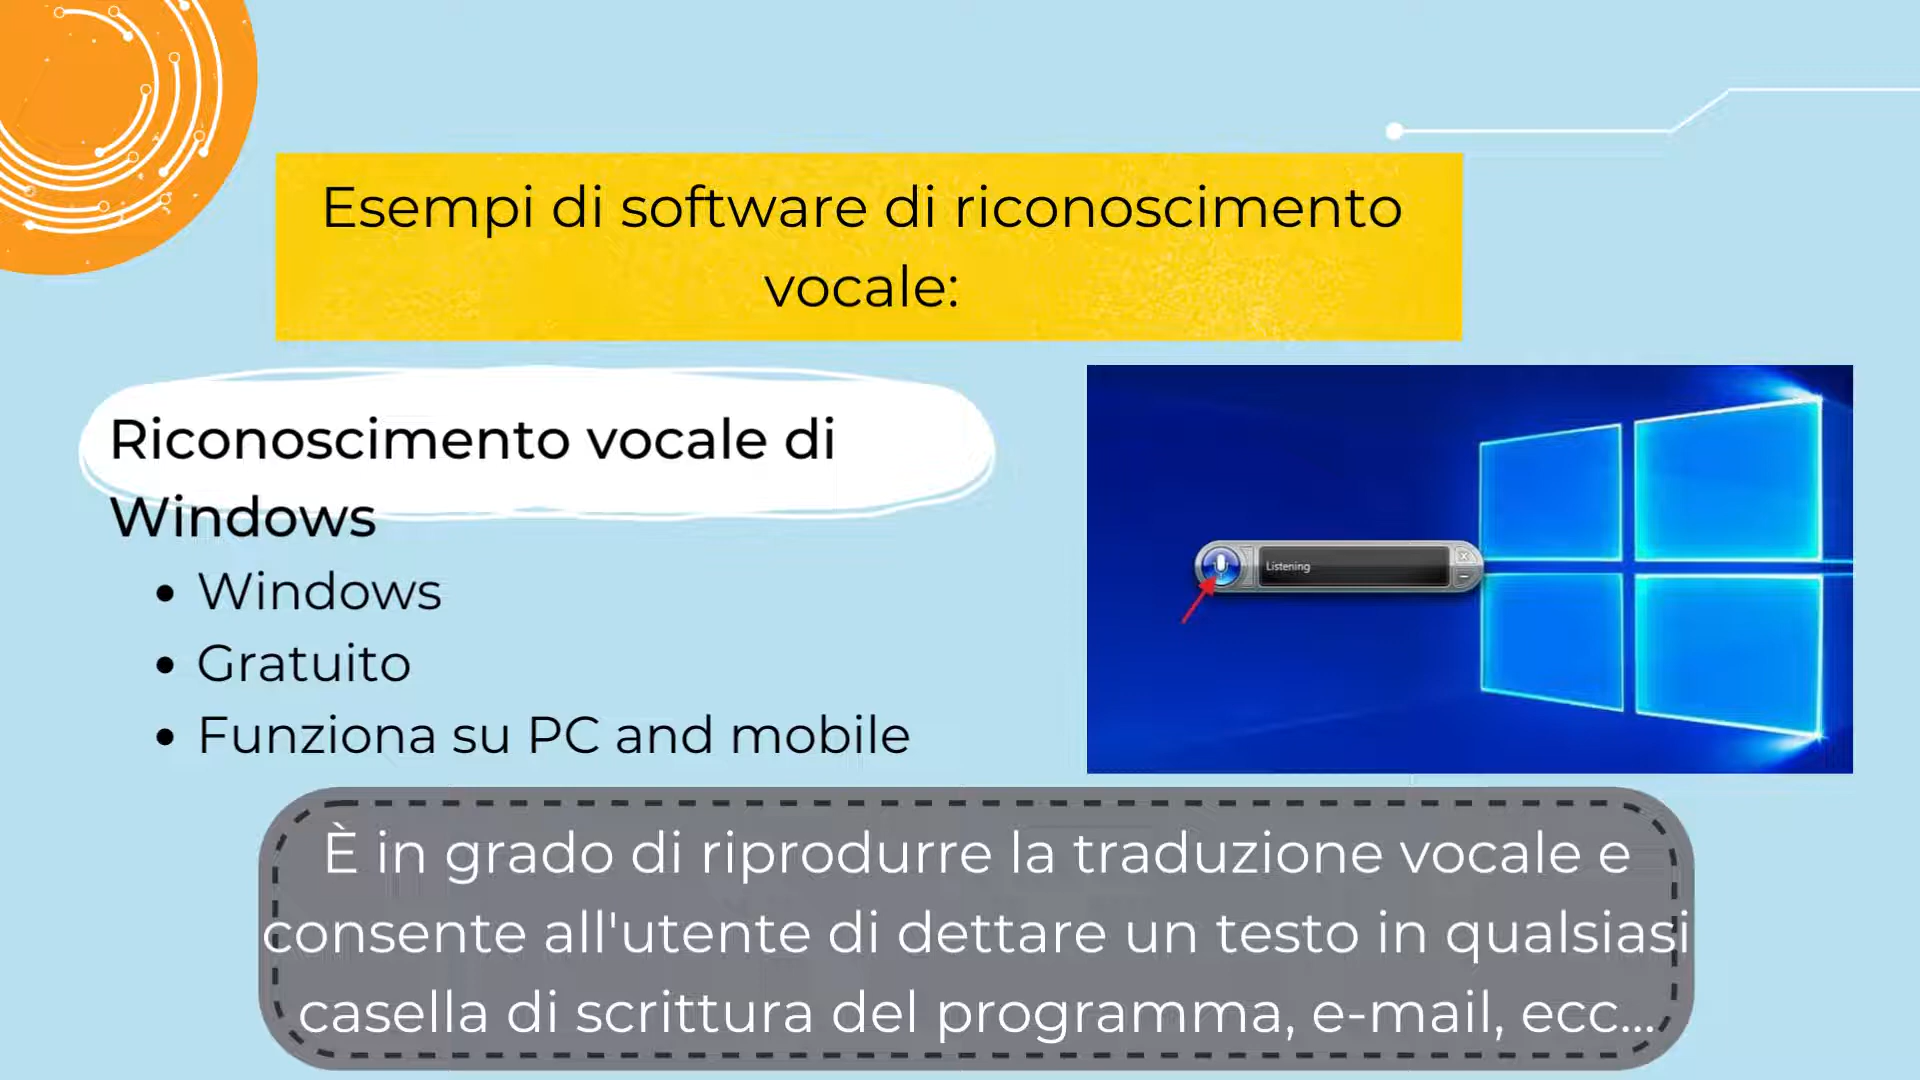 Esempi di software di riconoscimento
vocale:
Riconoscimento vocale di
Windows
• Windows
• Gratuito
• Funziona su PC and mobile
Listening
È in grado di riprodurre la traduzione vocale e
consente all'utente di dettare un testo in qualsiasi
casella di scrittura del programma, e-mail, ecc...